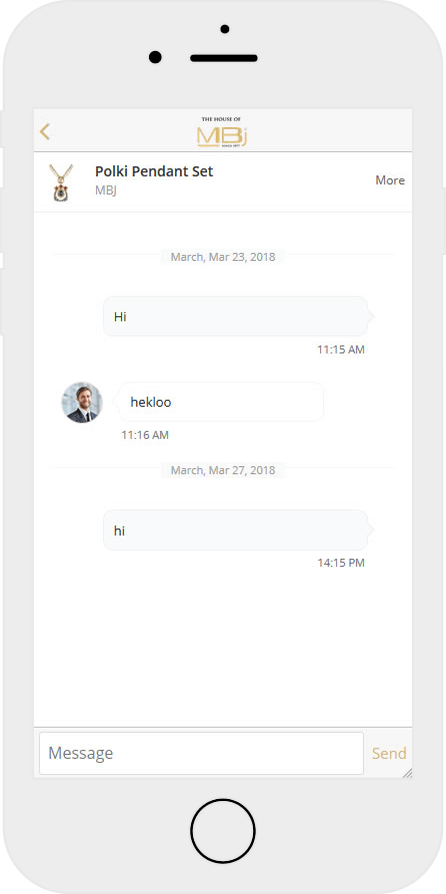 THE HOUSE OF
MBj
SINCE 1897
Polki Pendant Set
MBJ
More
March, Mar 23, 2018
Hi
11:15 AM
hekloo
11:16 AM
March, Mar 27, 2018
hi
14:15 PM
Message
Send